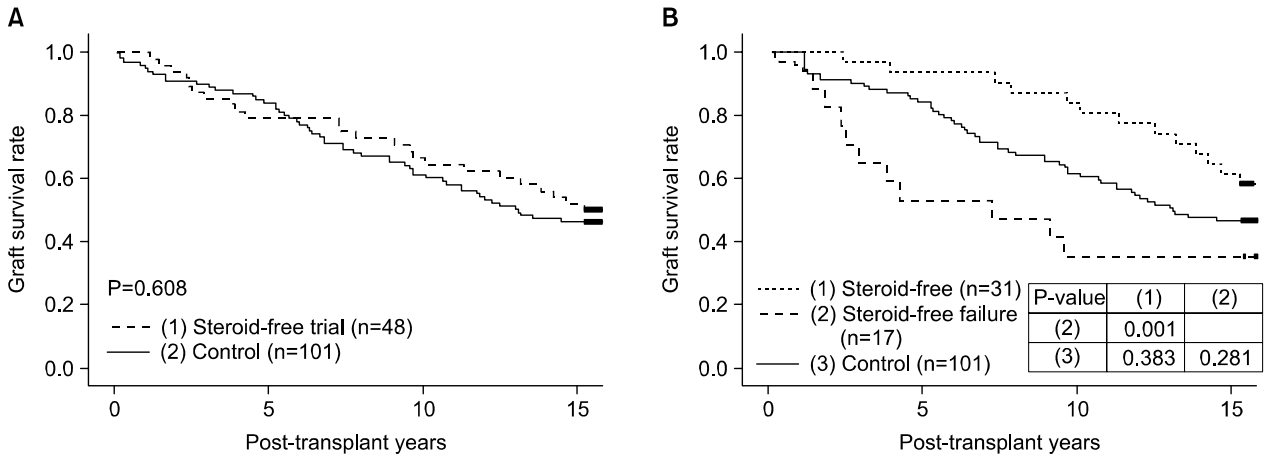 A
Graft survival rate
1.0
0.8
0.6
0.4
0.2
0.0
P=0.608
(1) Steroid-free trial (n=48)
(2) Control (n=101)
0 5 10 15
Post-transplant years
B
Graft survival rate
1.0
0.8
0.6
0.4
0.2
0.0
(1) Steroid-free (n=31)
(2) Steroid-free failure
(n=17)
(3) Control (n=101)
P-value (1) (2)
(2) 0.001
(3) 0.383 0.281
0 5 10 15
Post-transplant years